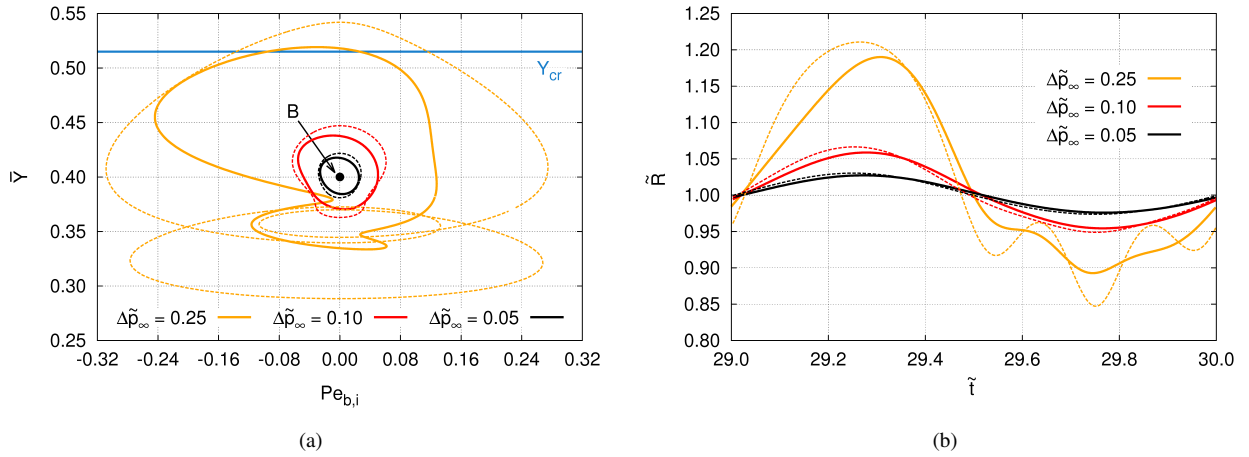 0.55
0.50
0.45
0.40
0.35
0.30
0.25
Y̅
-0.32 -0.24 -0.16 -0.08 0.00 0.08 0.16 0.24 0.32
Pe_b,i
Y_cr
B
Δp̃_∞ = 0.25 Δp̃_∞ = 0.10 Δp̃_∞ = 0.05
(a)
1.25
1.20
1.15
1.10
1.05
1.00
0.95
0.90
0.85
0.80
R̃
29.0 29.2 29.4 29.6 29.8 30.0
t̃
Δp̃_∞ = 0.25
Δp̃_∞ = 0.10
Δp̃_∞ = 0.05
(b)